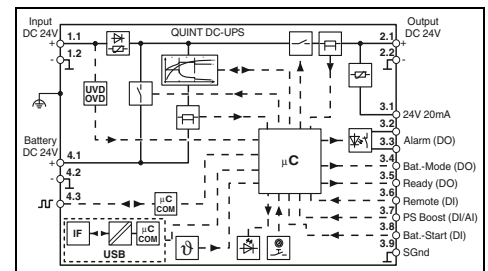 Input
DC 24V
QUINT DC-UPS
Output
DC 24V
1.1
+
1.2
-
2.1
+
2.2
-
UVD
OVD
3.1
24V 20mA
3.2
3.3
Alarm (DO)
Battery
DC 24V
4.1
+
4.2
-
4.3
µC
3.4
Bat.-Mode (DO)
3.5
Ready (DO)
3.6
Remote (DI)
3.7
PS Boost (DI/AI)
3.8
Bat.-Start (DI)
3.9
SGnd
µC
COM
IF
µC
COM
USB
ϑ